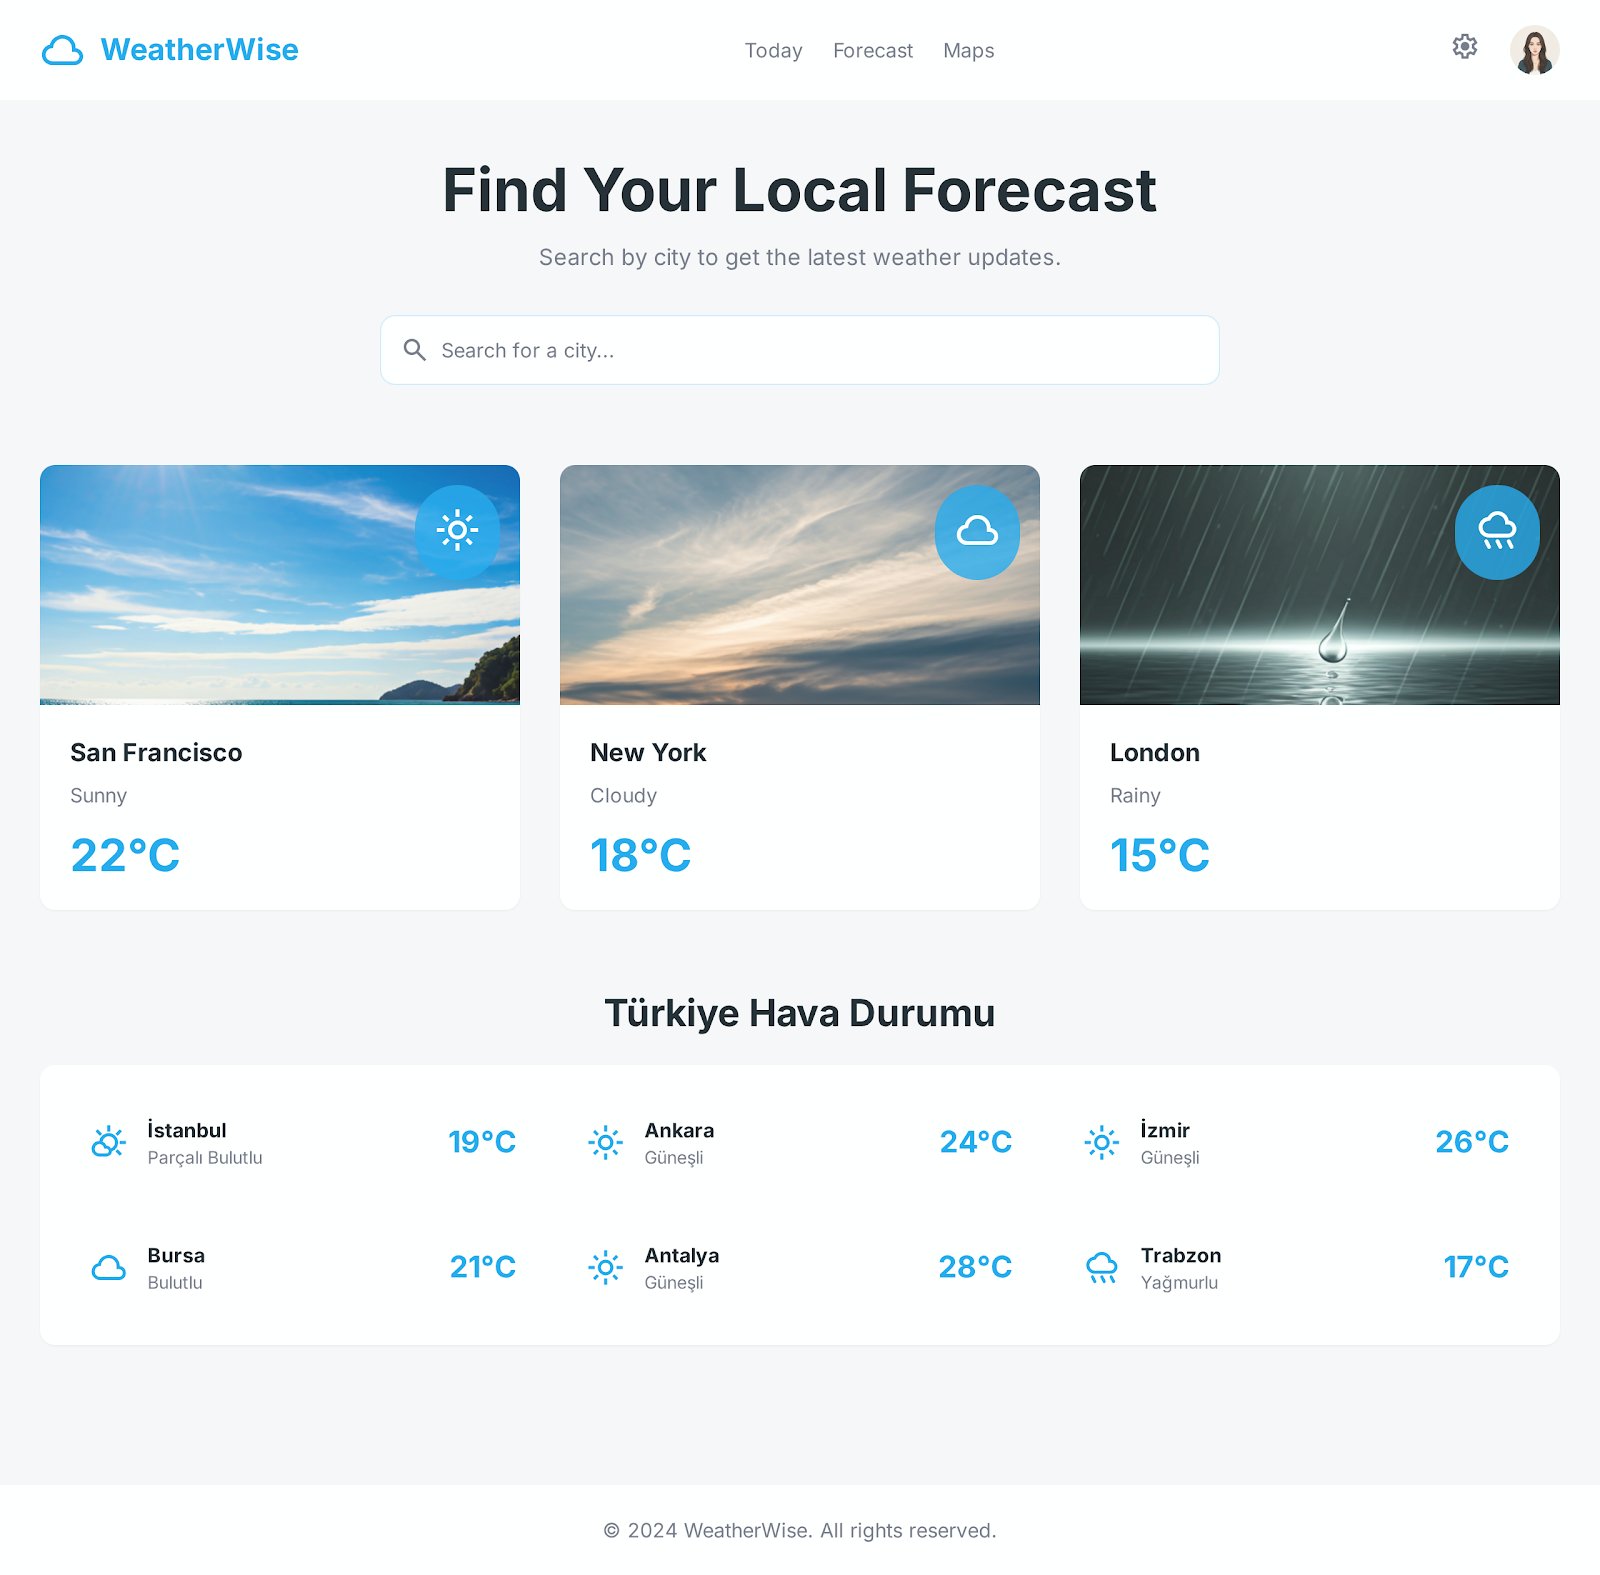 WeatherWise
Today Forecast Maps
Find Your Local Forecast
Search by city to get the latest weather updates.
Search for a city...
San Francisco
Sunny
22°C
New York
Cloudy
18°C
London
Rainy
15°C
Türkiye Hava Durumu
İstanbul
Parçalı Bulutlu
19°C
Ankara
Güneşli
24°C
İzmir
Güneşli
26°C
Bursa
Bulutlu
21°C
Antalya
Güneşli
28°C
Trabzon
Yağmurlu
17°C
© 2024 WeatherWise. All rights reserved.